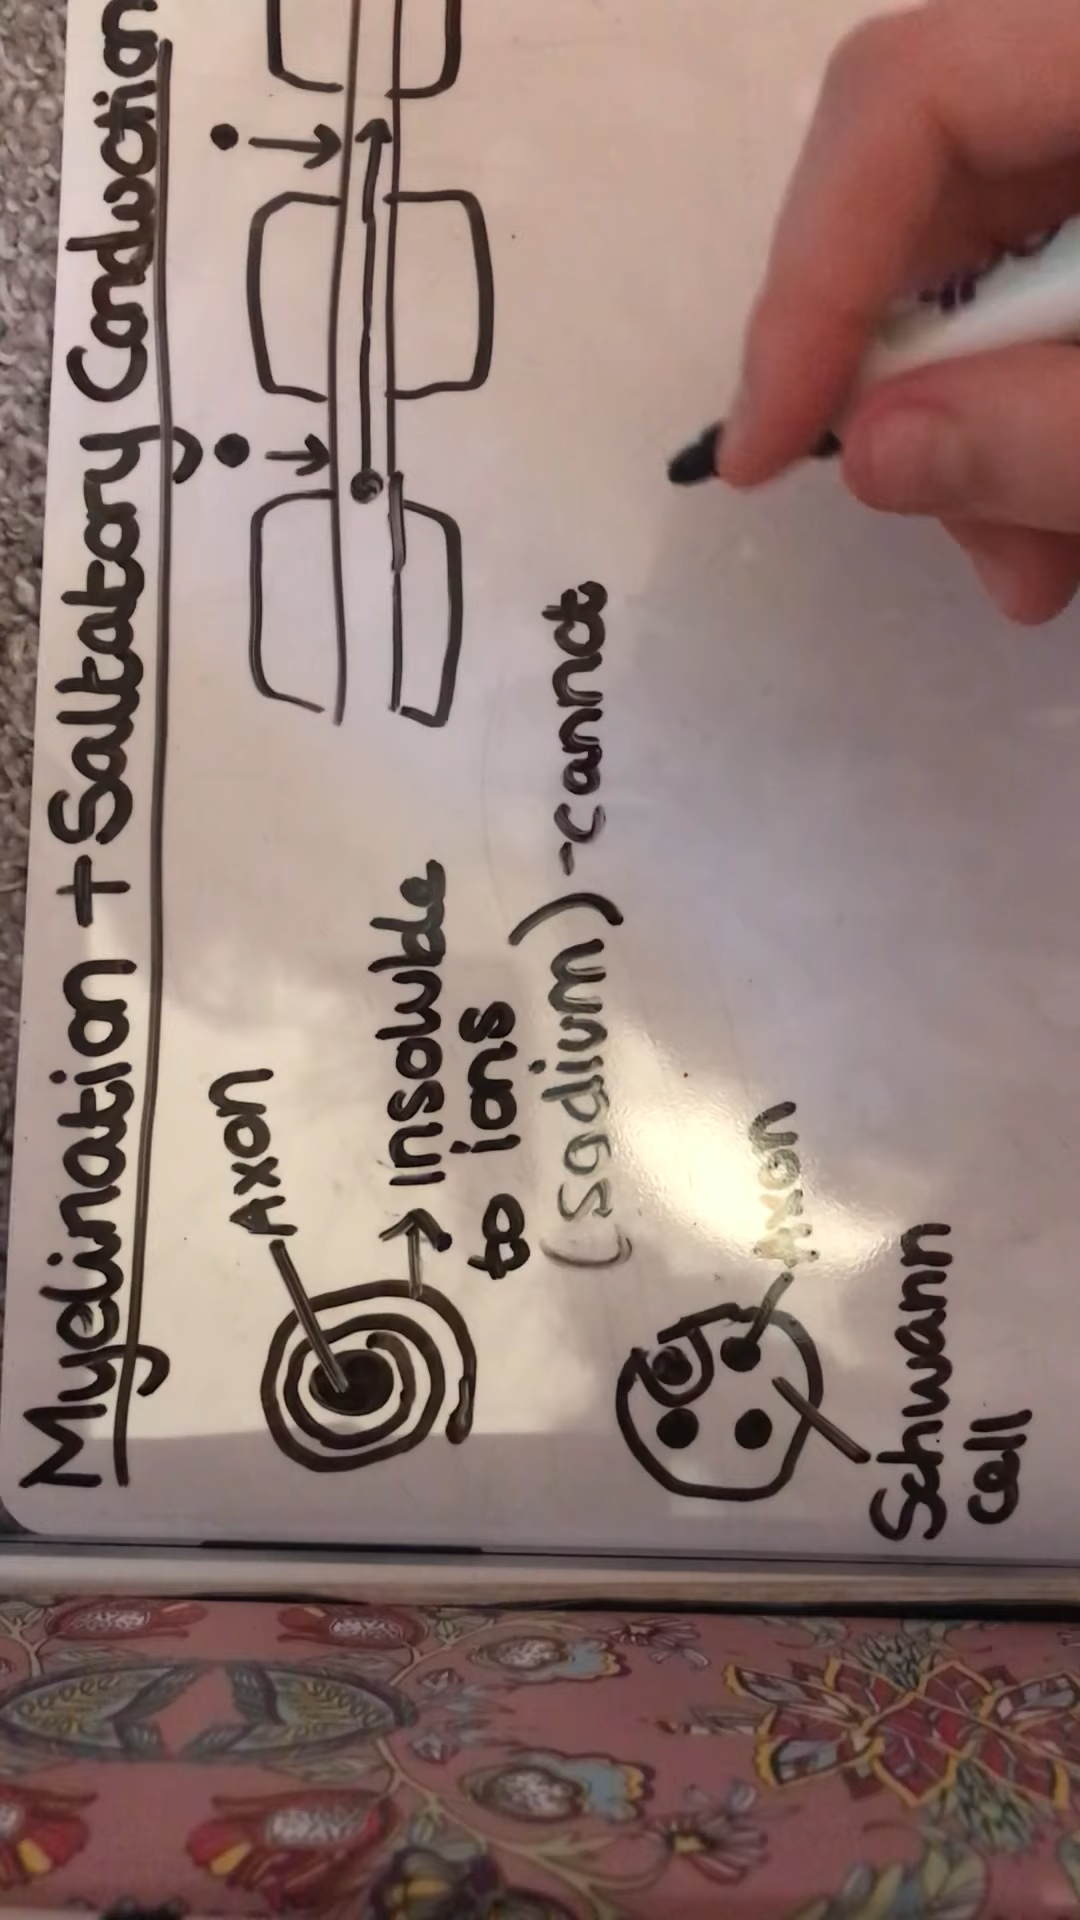 Myelination + Saltatory Conduction
Axon
insoluble
to ions
(sodium) - cannot
Axon
Schwann
cell